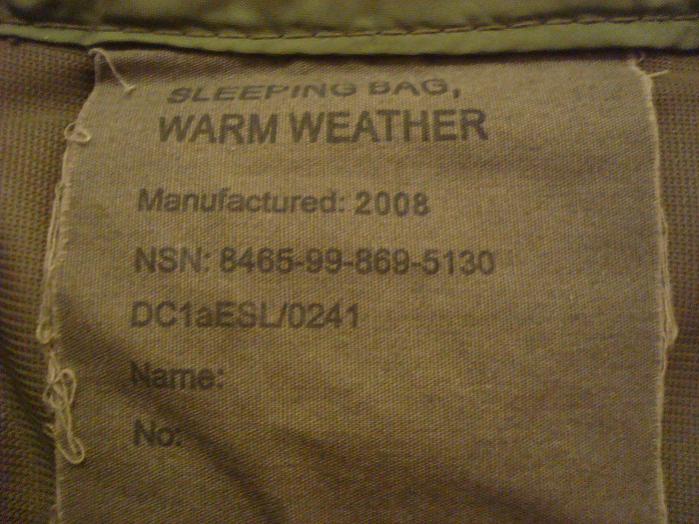 SLEEPING BAG,
WARM WEATHER
Manufactured: 2008
NSN: 8465-99-869-5130
DC1aESL/0241
Name:
No: